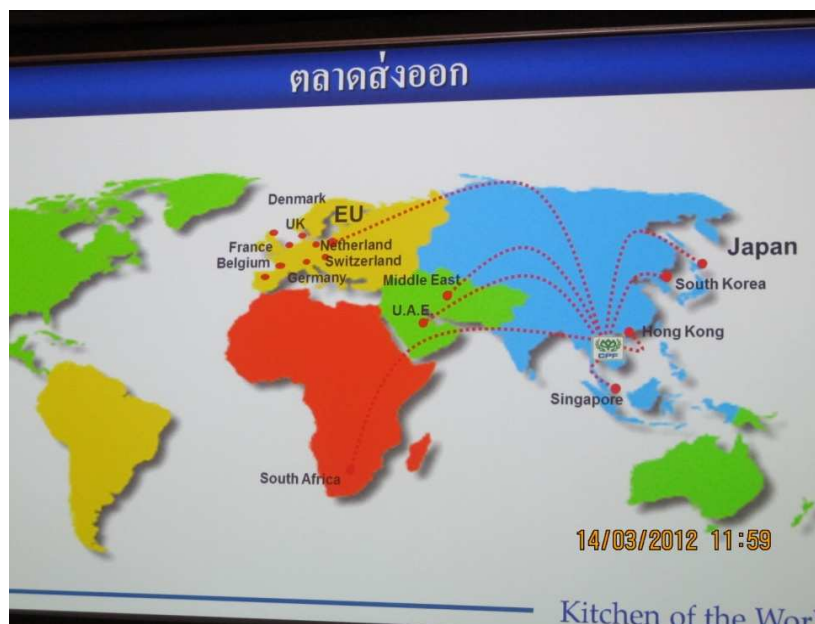 ตลาดส่งออก
Denmark
UK
EU
France
Netherland
Belgium
Switzerland
Germany
Middle East
U.A.E.
Japan
South Korea
Hong Kong
CPF
Singapore
South Africa
14/03/2012 11:59
Kitchen of the Worl